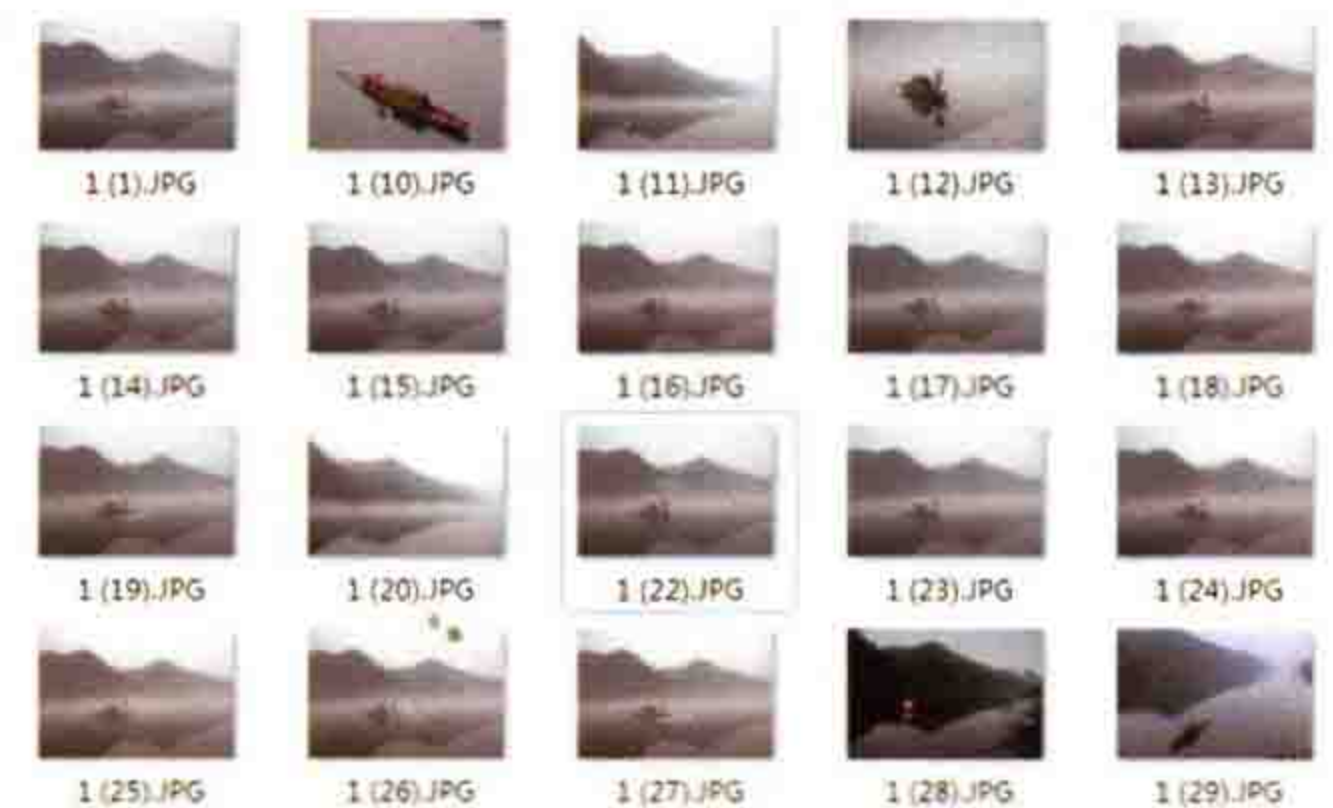 1 (1).JPG 1 (10).JPG 1 (11).JPG 1 (12).JPG 1 (13).JPG
1 (14).JPG 1 (15).JPG 1 (16).JPG 1 (17).JPG 1 (18).JPG
1 (19).JPG 1 (20).JPG 1 (22).JPG 1 (23).JPG 1 (24).JPG
1 (25).JPG 1 (26).JPG 1 (27).JPG 1 (28).JPG 1 (29).JPG